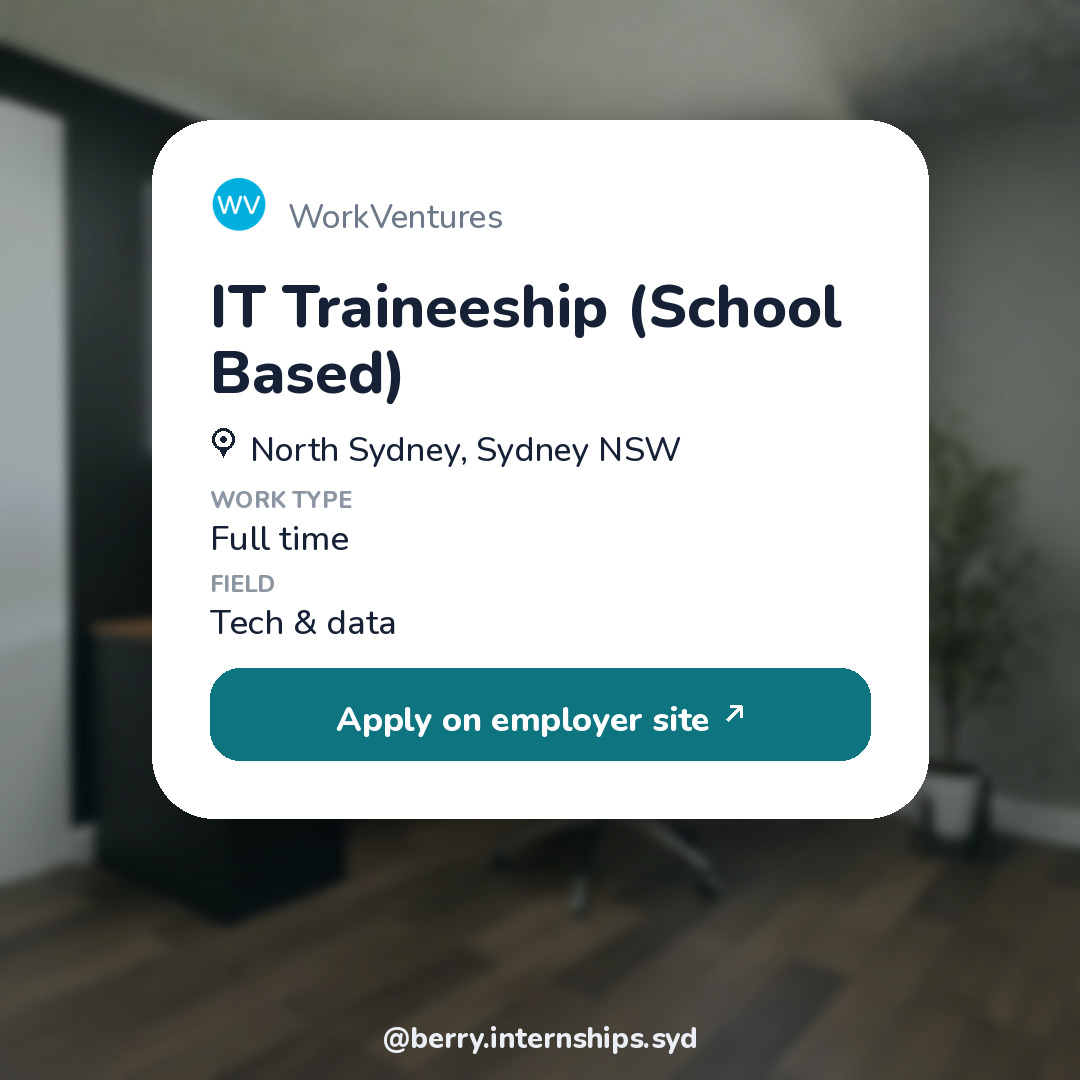 WV
WorkVentures
IT Traineeship (School
Based)
North Sydney, Sydney NSW
WORK TYPE
Full time
FIELD
Tech & data
Apply on employer site ↗
@berry.internships.syd